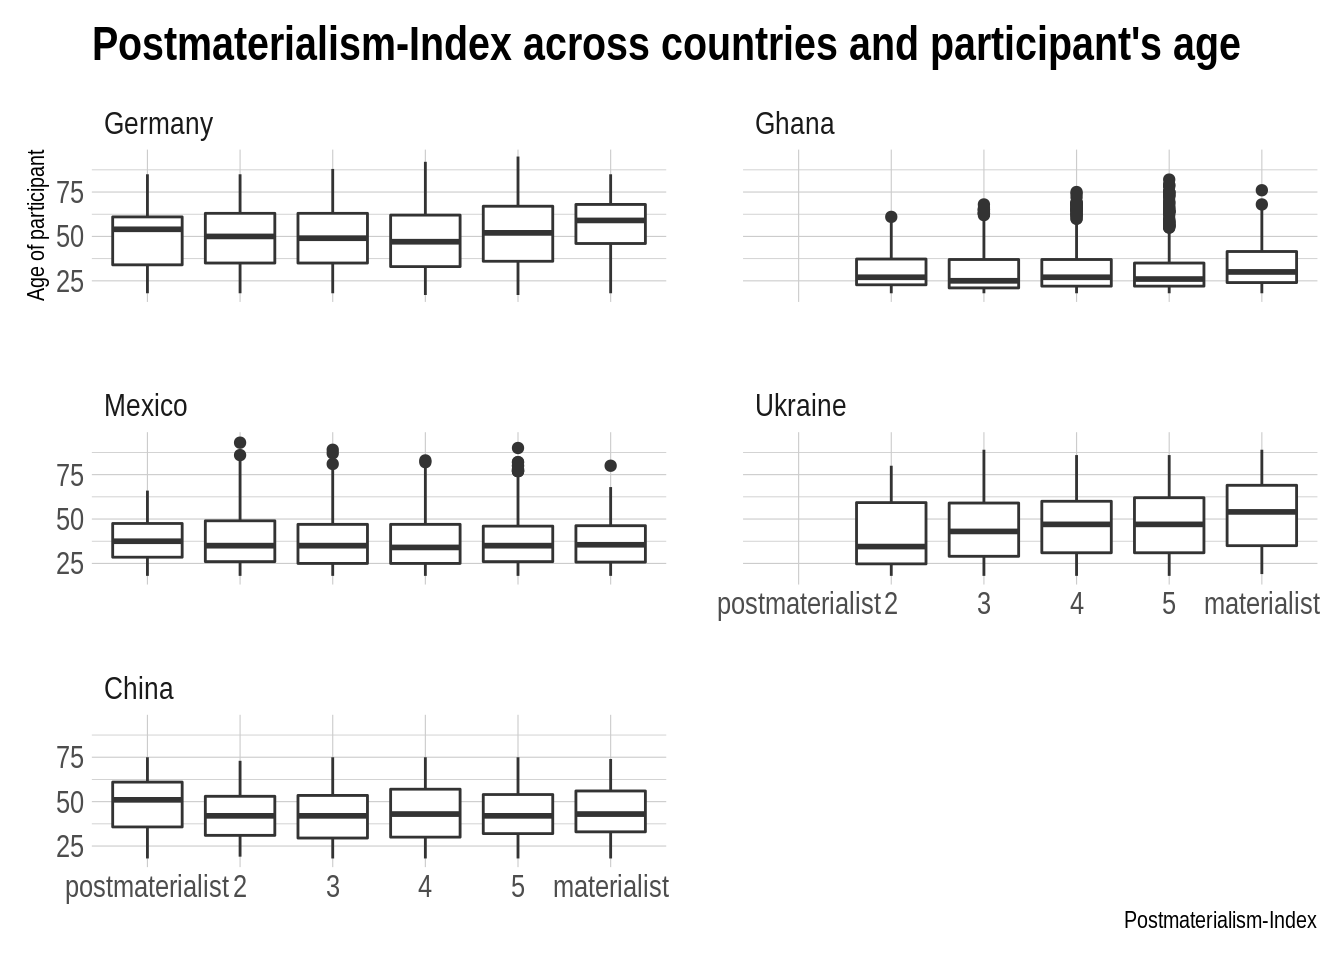 Postmaterialism-Index across countries and participant's age
Germany
Ghana
Age of participant
75
50
25
Mexico
Ukraine
75
50
25
postmaterialist 2 3 4 5 materialist
China
75
50
25
postmaterialist 2 3 4 5 materialist
Postmaterialism-Index